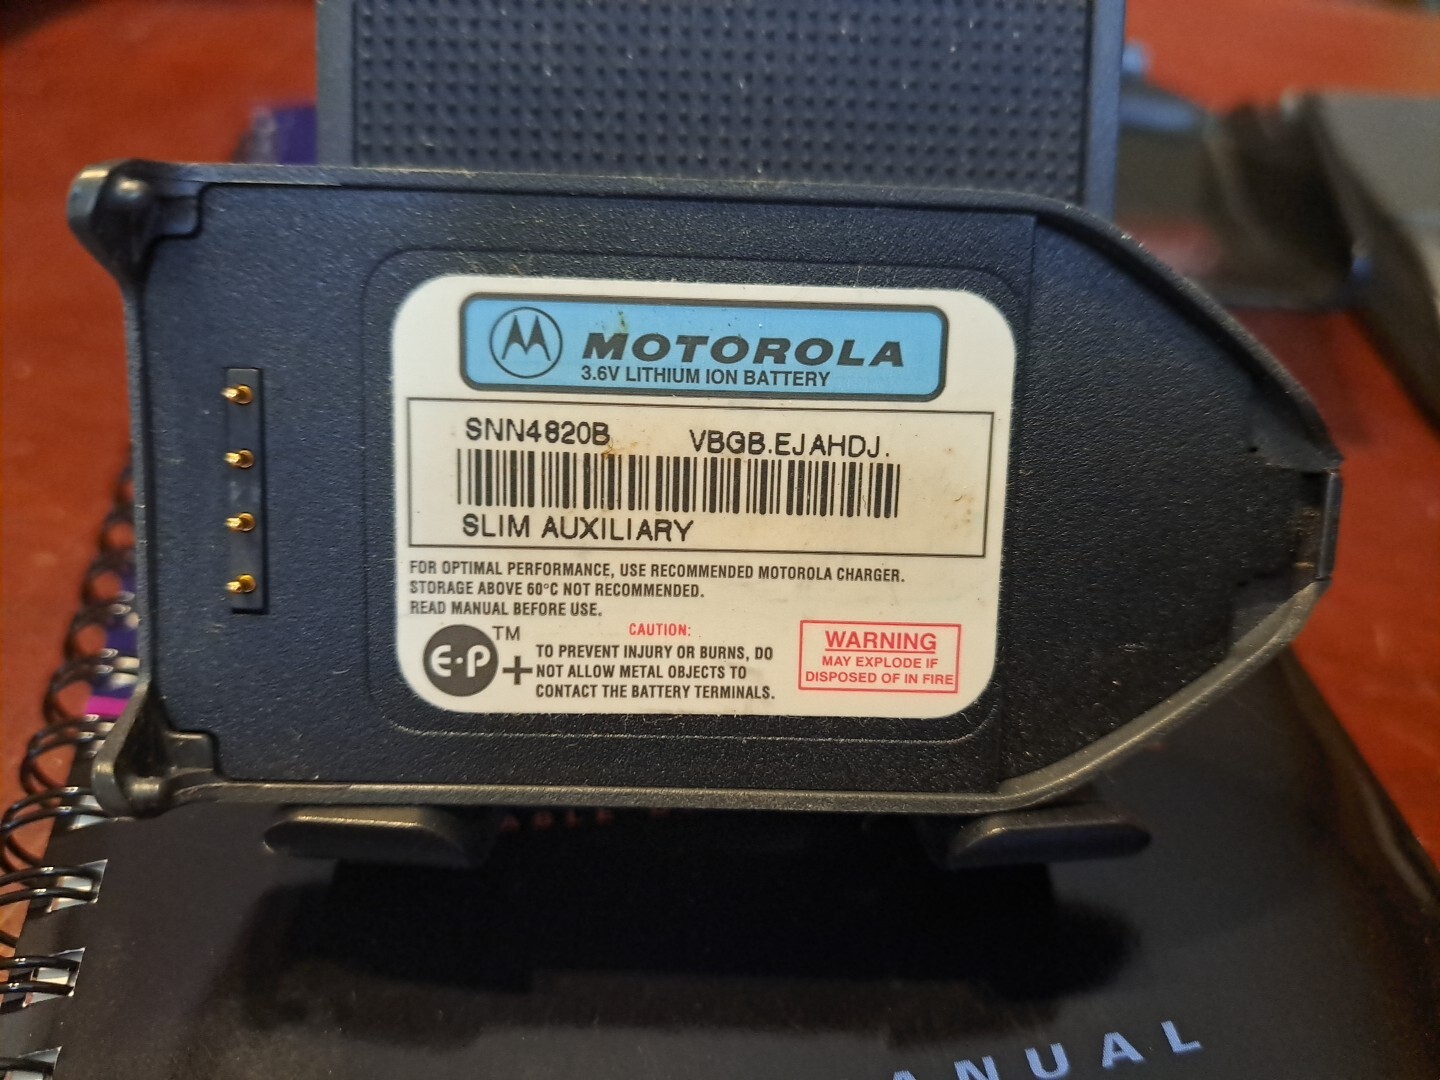 MOTOROLA
3.6V LITHIUM ION BATTERY
SNN4820B VBGB.EJAHDJ.
SLIM AUXILIARY
FOR OPTIMAL PERFORMANCE, USE RECOMMENDED MOTOROLA CHARGER.
STORAGE ABOVE 60°C NOT RECOMMENDED.
READ MANUAL BEFORE USE.
E·P™ +
CAUTION:
TO PREVENT INJURY OR BURNS, DO
NOT ALLOW METAL OBJECTS TO
CONTACT THE BATTERY TERMINALS.
WARNING
MAY EXPLODE IF
DISPOSED OF IN FIRE
ANUAL